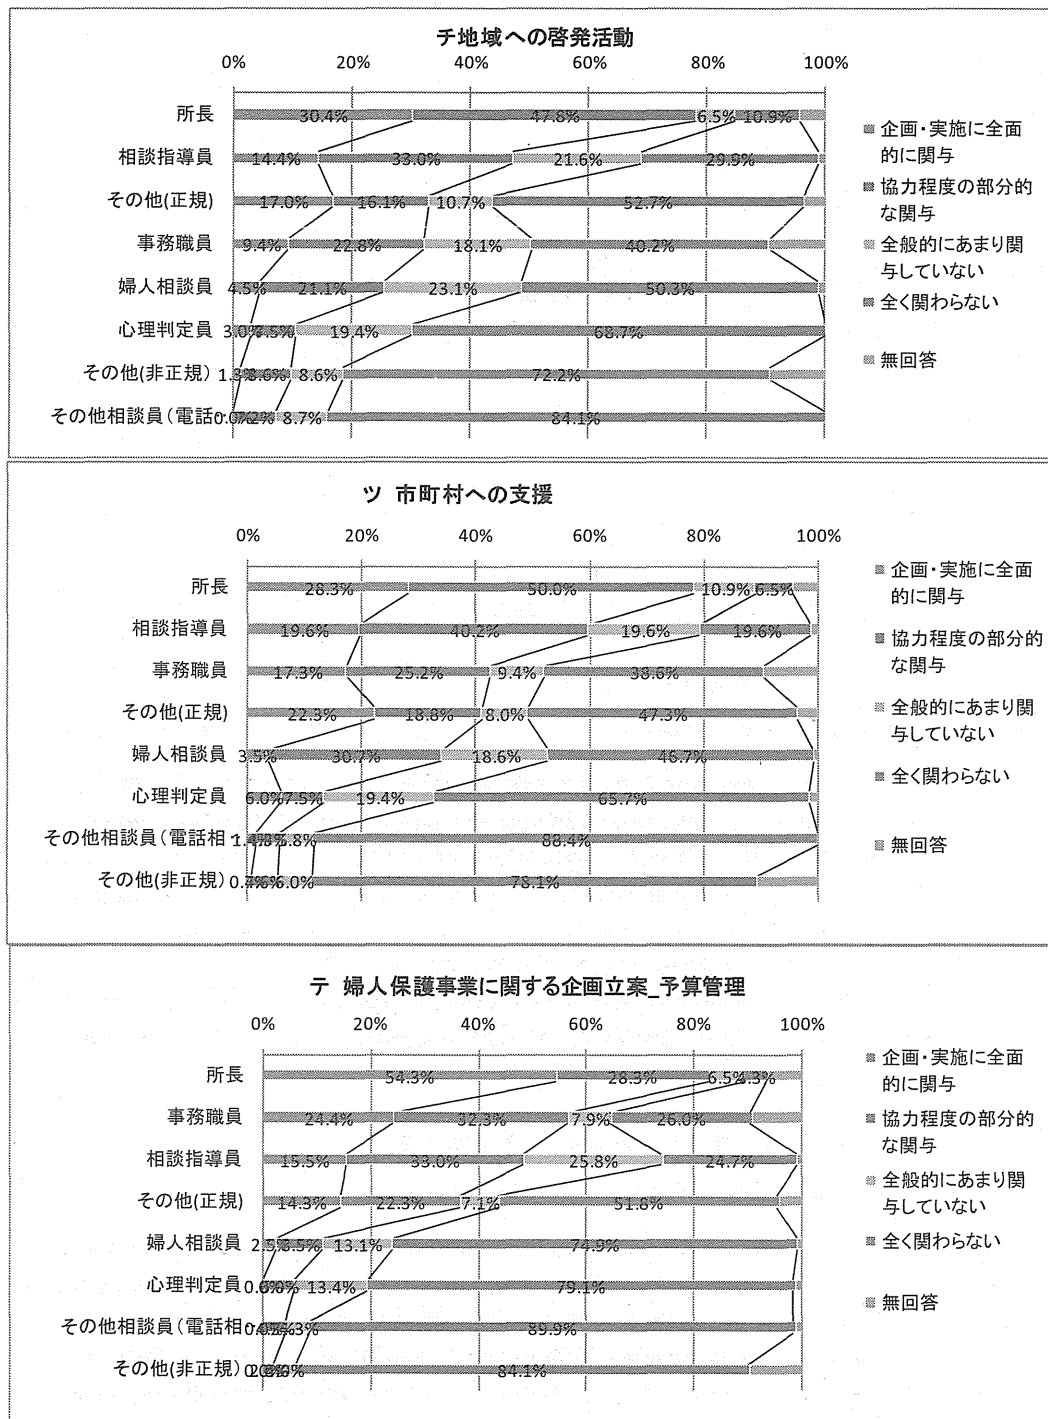 チ地域への啓発活動
0% 20% 40% 60% 80% 100%
所長 30.4% 47.8% 6.5% 10.9%
相談指導員 14.4% 33.0% 21.6% 29.9%
その他(正規) 17.0% 16.1% 10.7% 52.7%
事務職員 9.4% 22.8% 18.1% 40.2%
婦人相談員 4.5% 21.1% 23.1% 50.3%
心理判定員 3.0% 7.5% 19.4% 68.7%
その他(非正規) 1.3% 8.6% 8.6% 72.2%
その他相談員(電話 0.0% 7.2% 8.7% 84.1%
企画・実施に全面
的に関与
協力程度の部分的
な関与
全般的にあまり関
与していない
全く関わらない
無回答
ツ 市町村への支援
0% 20% 40% 60% 80% 100%
所長 28.3% 50.0% 10.9% 6.5%
相談指導員 19.6% 40.2% 19.6% 19.6%
事務職員 17.3% 25.2% 9.4% 38.6%
その他(正規) 22.3% 18.8% 8.0% 47.3%
婦人相談員 3.5% 30.7% 18.6% 46.7%
心理判定員 6.0% 7.5% 19.4% 65.7%
その他相談員(電話相 1.4% 5.8% 88.4%
その他(非正規) 6.0% 78.1%
企画・実施に全面
的に関与
協力程度の部分的
な関与
全般的にあまり関
与していない
全く関わらない
無回答
テ 婦人保護事業に関する企画立案_予算管理
0% 20% 40% 60% 80% 100%
所長 54.3% 28.3% 6.5% 4.3%
事務職員 24.4% 32.3% 7.9% 26.0%
相談指導員 15.5% 33.0% 25.8% 24.7%
その他(正規) 14.3% 22.3% 7.1% 51.8%
婦人相談員 2.5% 8.5% 13.1% 74.9%
心理判定員 13.4% 79.1%
その他相談員(電話相 89.9%
その他(非正規) 84.1%
企画・実施に全面
的に関与
協力程度の部分的
な関与
全般的にあまり関
与していない
全く関わらない
無回答